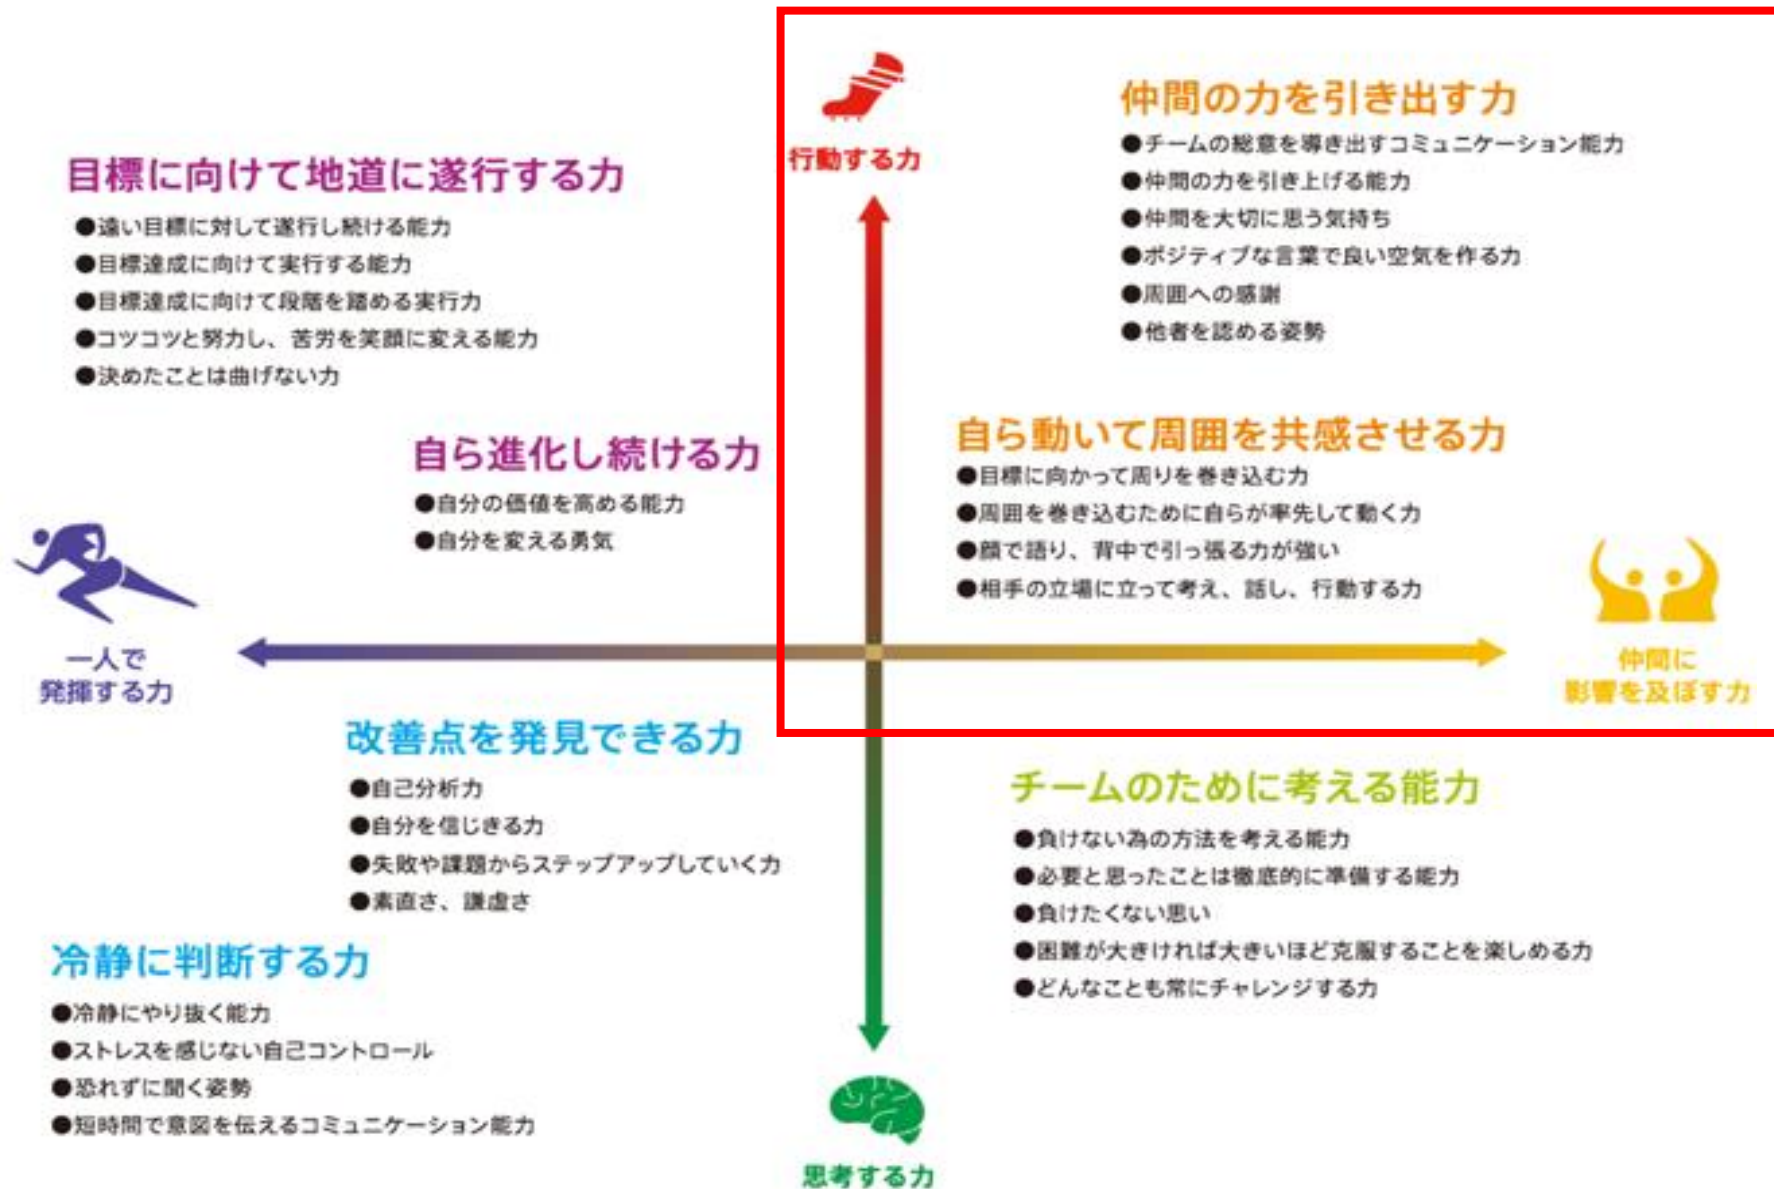 行動する力
仲間の力を引き出す力
●チームの総意を導き出すコミュニケーション能力
●仲間の力を引き上げる能力
●仲間を大切に思う気持ち
●ポジティブな言葉で良い空気を作る力
●周囲への感謝
●他者を認める姿勢
目標に向けて地道に遂行する力
●遠い目標に対して遂行し続ける能力
●目標達成に向けて実行する能力
●目標達成に向けて段階を踏める実行力
●コツコツと努力し、苦労を笑顔に変える能力
●決めたことは曲げない力
自ら進化し続ける力
●自分の価値を高める能力
●自分を変える勇気
自ら動いて周囲を共感させる力
●目標に向かって周りを巻き込む力
●周囲を巻き込むために自らが率先して動く力
●顔で語り、背中で引っ張る力が強い
●相手の立場に立って考え、話し、行動する力
一人で
発揮する力
仲間に
影響を及ぼす力
改善点を発見できる力
●自己分析力
●自分を信じきる力
●失敗や課題からステップアップしていく力
●素直さ、謙虚さ
冷静に判断する力
●冷静にやり抜く能力
●ストレスを感じない自己コントロール
●恐れずに聞く姿勢
●短時間で意図を伝えるコミュニケーション能力
チームのために考える能力
●負けない為の方法を考える能力
●必要と思ったことは徹底的に準備する能力
●負けたくない思い
●困難が大きければ大きいほど克服することを楽しめる力
●どんなことも常にチャレンジする力
思考する力